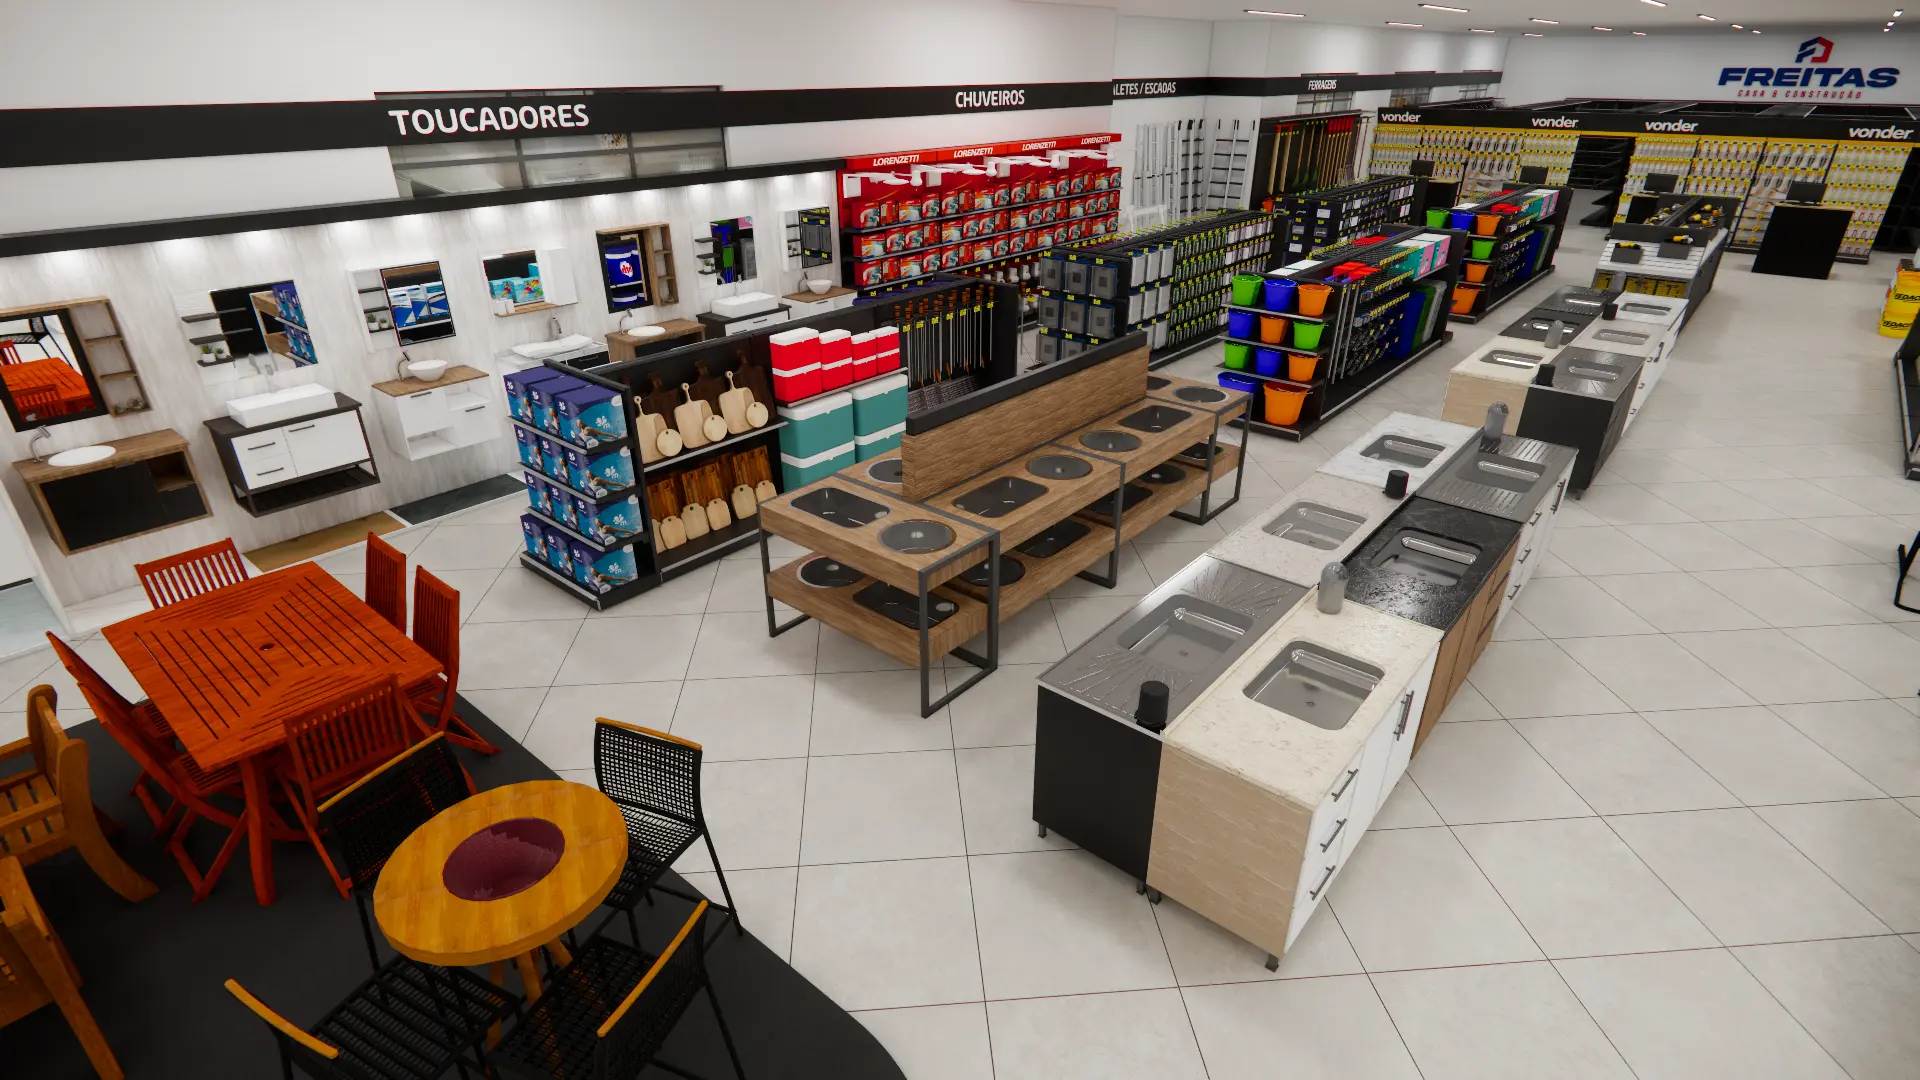 FREITAS
CASA & CONSTRUÇÃO
TOUCADORES
CHUVEIROS
LETES / ESCADAS
FERRAGENS
vonder
vonder
vonder
vonder
LORENZETTI
LORENZETTI
LORENZETTI
LORENZETTI